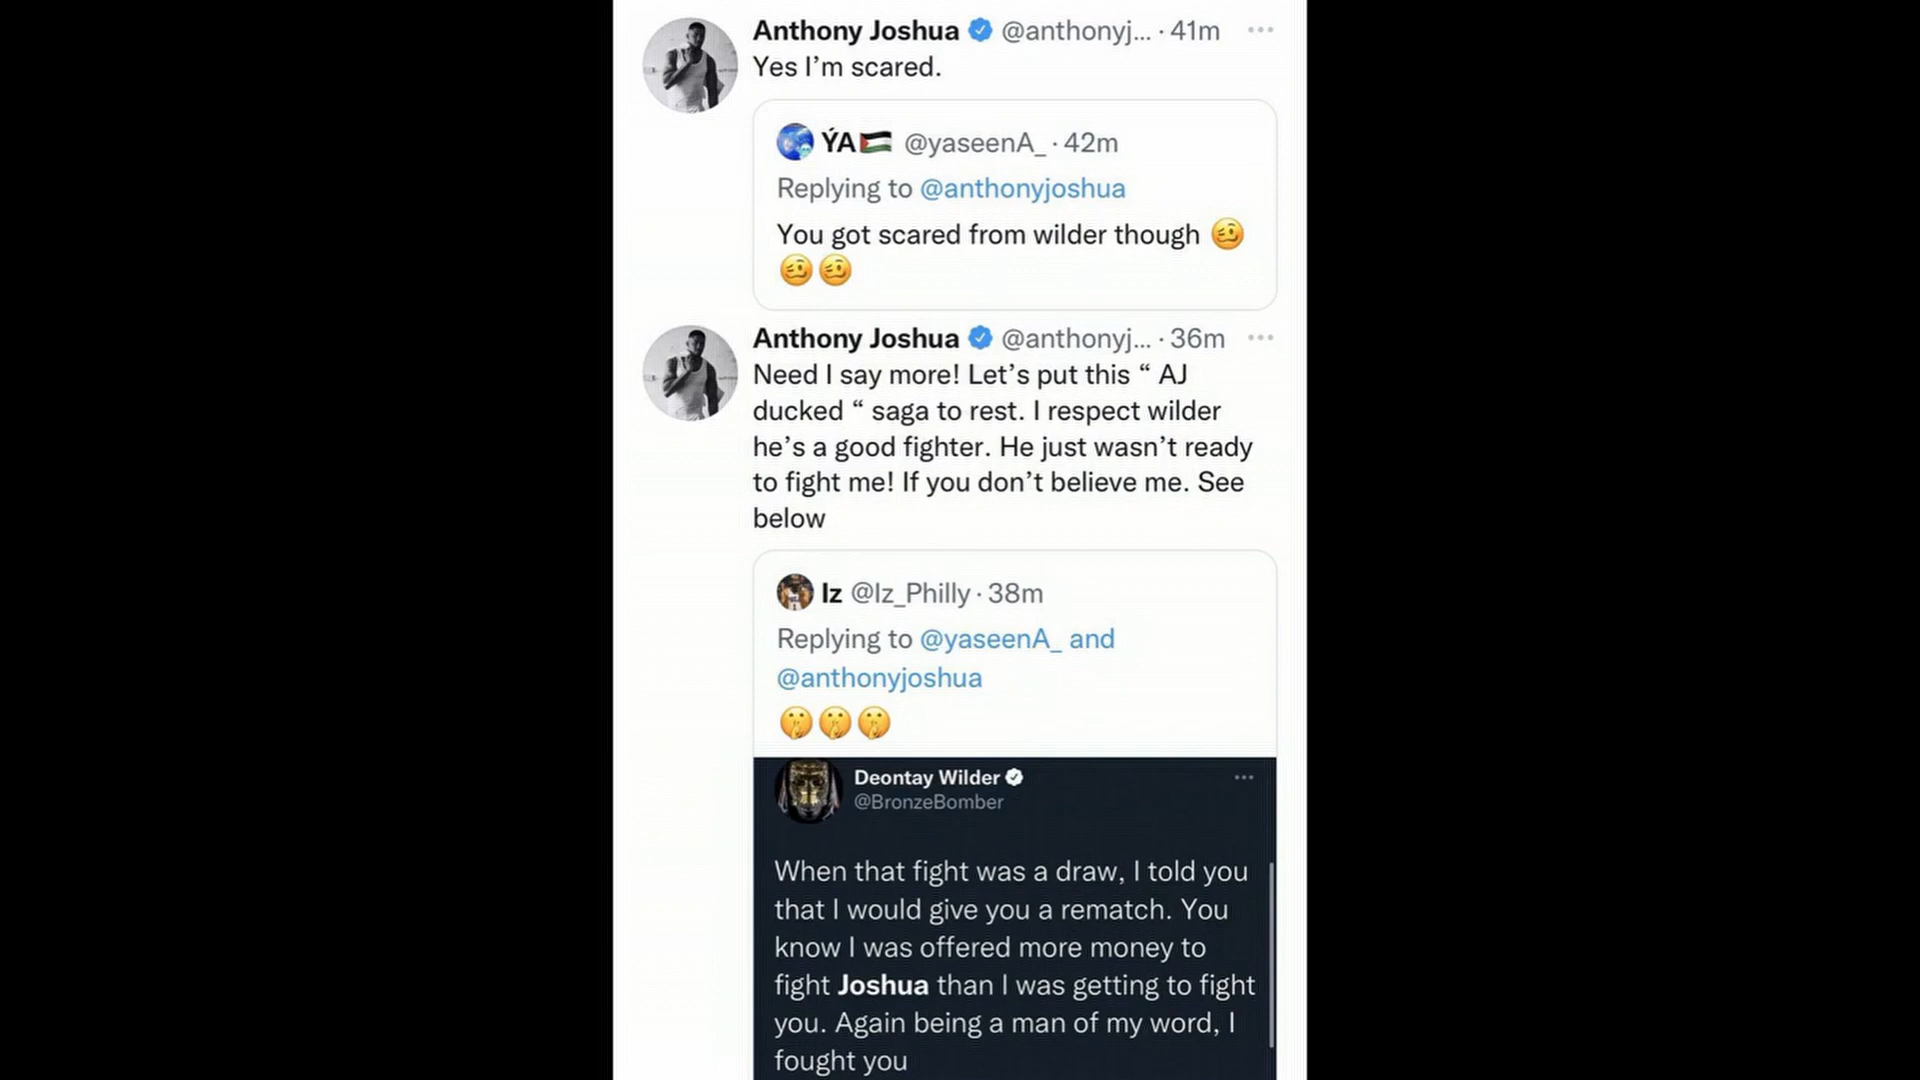 Anthony Joshua @anthonyj... · 41m
Yes I’m scared.
ÝA🇵🇸 @yaseenA_ · 42m
Replying to @anthonyjoshua
You got scared from wilder though 🥴
🥴🥴
Anthony Joshua @anthonyj... · 36m
Need I say more! Let’s put this “ AJ
ducked “ saga to rest. I respect wilder
he’s a good fighter. He just wasn’t ready
to fight me! If you don’t believe me. See
below
Iz @Iz_Philly · 38m
Replying to @yaseenA_ and
@anthonyjoshua
🤫🤫🤫
Deontay Wilder
@BronzeBomber
When that fight was a draw, I told you
that I would give you a rematch. You
know I was offered more money to
fight Joshua than I was getting to fight
you. Again being a man of my word, I
fought you